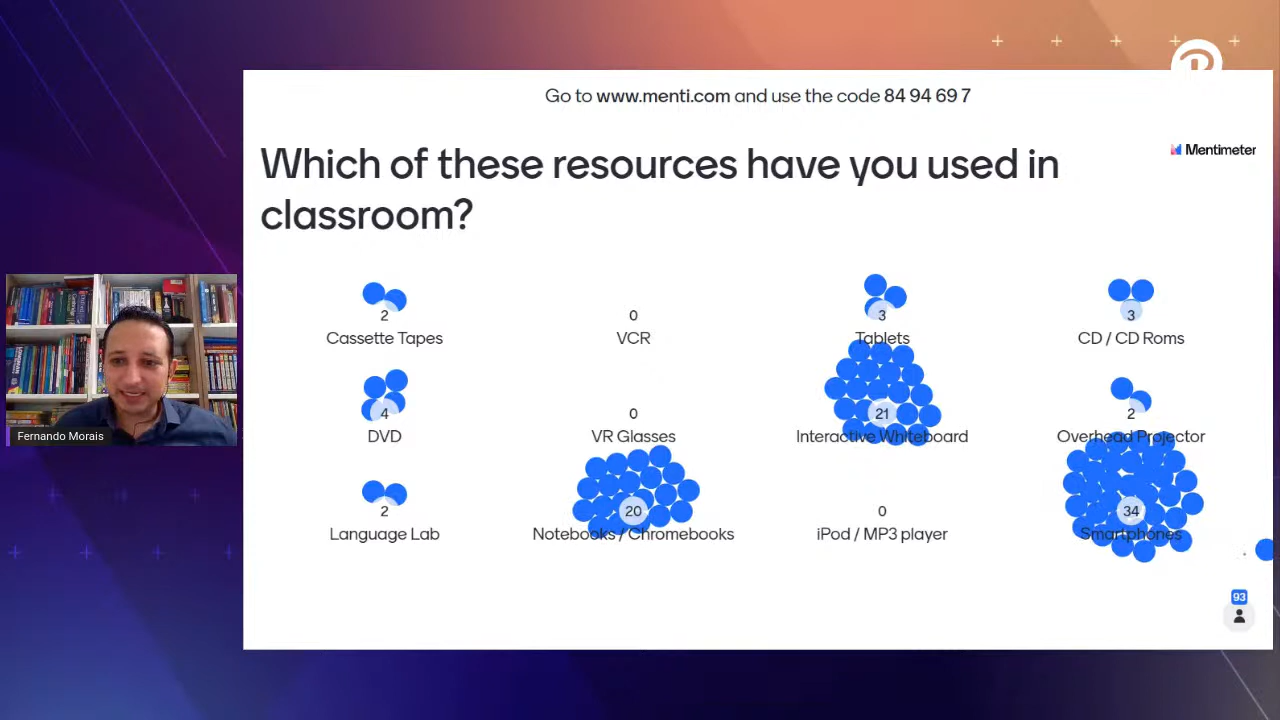 Go to www.menti.com and use the code 84 94 69 7
Mentimeter
Which of these resources have you used in
classroom?
2
Cassette Tapes
0
VCR
3
Tablets
3
CD / CD Roms
4
DVD
0
VR Glasses
21
Interactive Whiteboard
2
Overhead Projector
2
Language Lab
20
Notebooks / Chromebooks
0
iPod / MP3 player
34
Smartphones
93
Fernando Morais